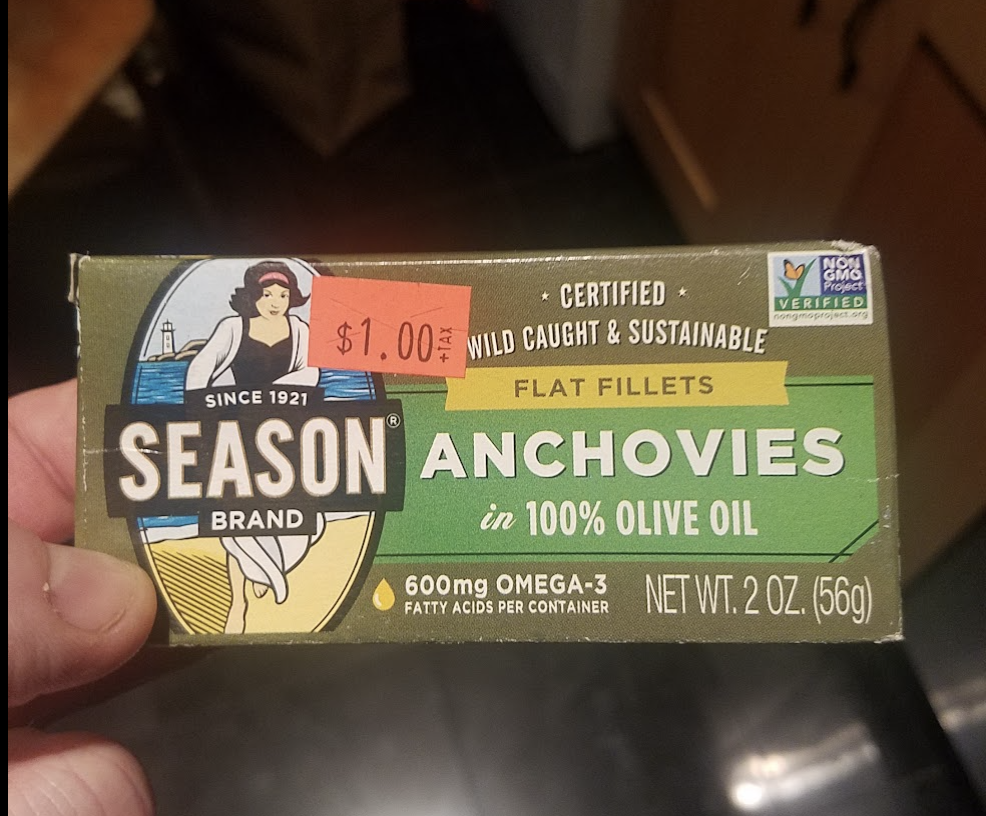 $1.00 +TAX
★ CERTIFIED ★
WILD CAUGHT & SUSTAINABLE
NON
GMO
Project
VERIFIED
nongmoproject.org
FLAT FILLETS
SINCE 1921
SEASON®
BRAND
ANCHOVIES
in 100% OLIVE OIL
600mg OMEGA-3
FATTY ACIDS PER CONTAINER
NET WT. 2 OZ. (56g)